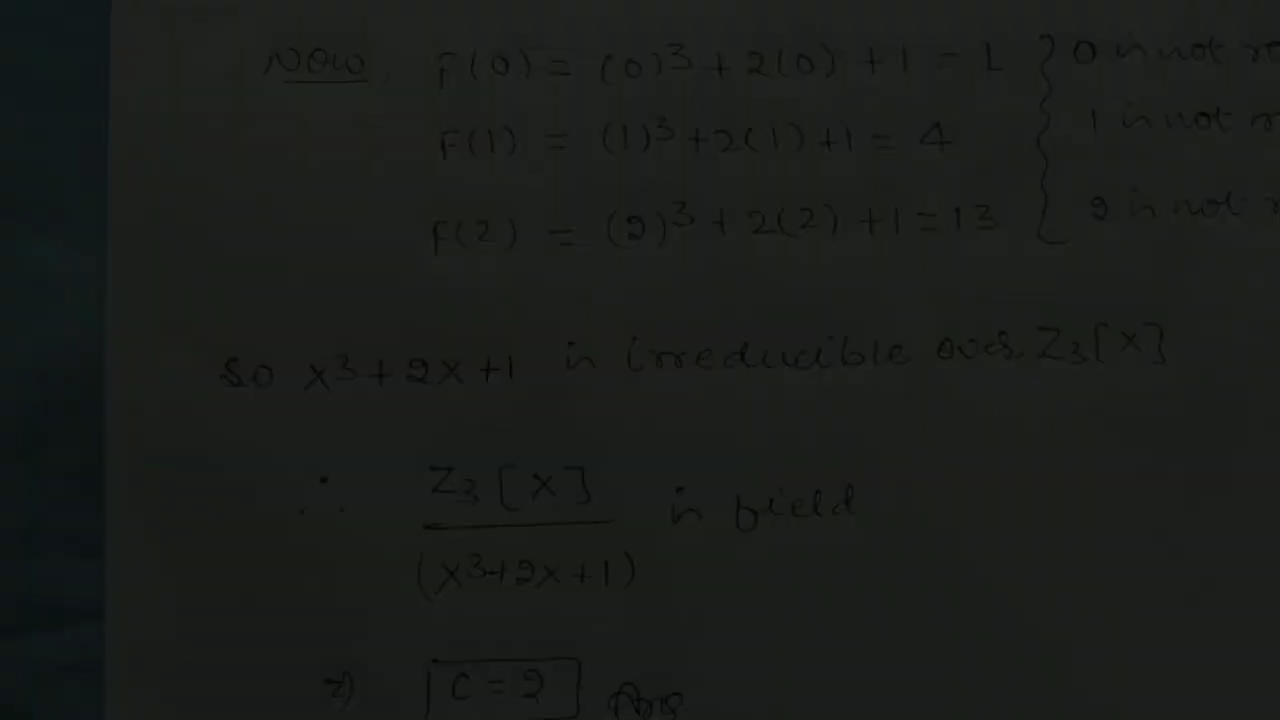 Now F(0) = (0)³ + 2(0) + 1 = 1 } 0 is not
F(1) = (1)³ + 2(1) + 1 = 4 1 is not
F(2) = (2)³ + 2(2) + 1 = 13 2 is not
So x³ + 2x + 1 is irreducible over Z₃[x]
∴ Z₃[x] is field
(x³+2x+1)
⇒ C = 2 Ans